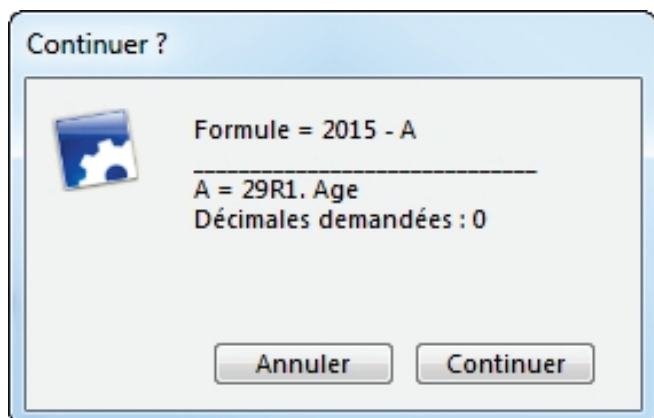 Continuer ?
Formule = 2015 - A
______________________________
A = 29R1. Age
Décimales demandées : 0
Annuler
Continuer